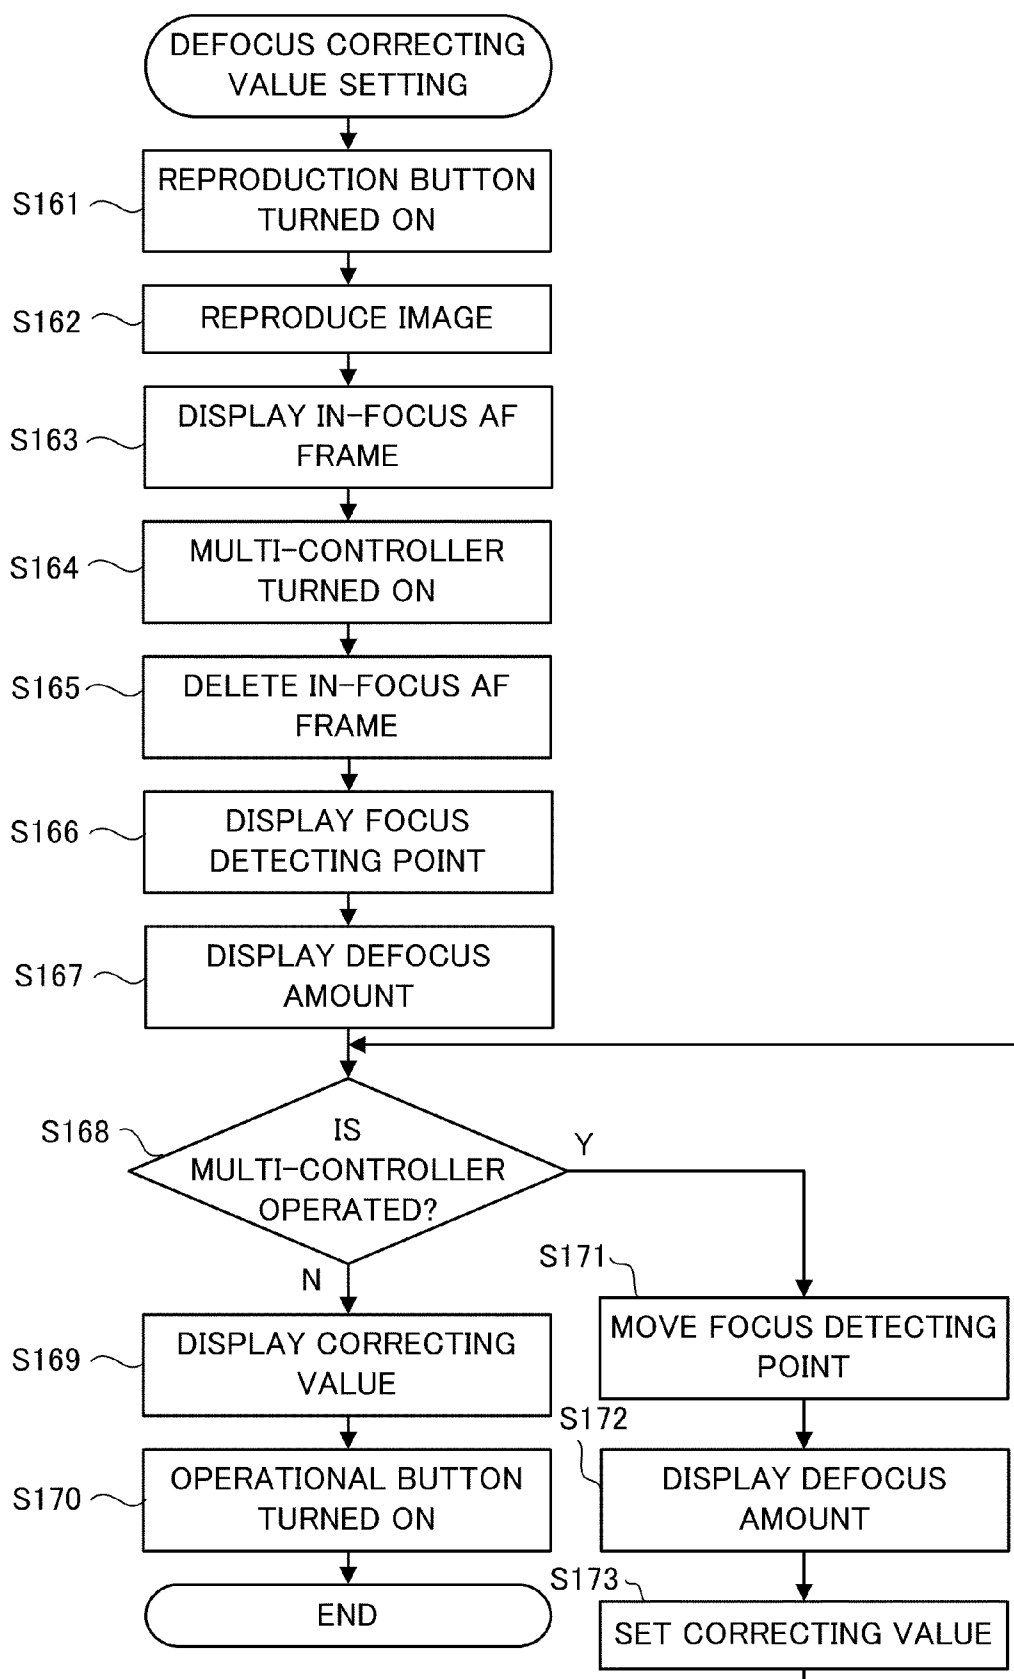 DEFOCUS CORRECTING
VALUE SETTING
S161
REPRODUCTION BUTTON
TURNED ON
S162
REPRODUCE IMAGE
S163
DISPLAY IN-FOCUS AF
FRAME
S164
MULTI-CONTROLLER
TURNED ON
S165
DELETE IN-FOCUS AF
FRAME
S166
DISPLAY FOCUS
DETECTING POINT
S167
DISPLAY DEFOCUS
AMOUNT
S168
IS
MULTI-CONTROLLER
OPERATED?
Y
N
S169
DISPLAY CORRECTING
VALUE
S170
OPERATIONAL BUTTON
TURNED ON
END
S171
MOVE FOCUS DETECTING
POINT
S172
DISPLAY DEFOCUS
AMOUNT
S173
SET CORRECTING VALUE